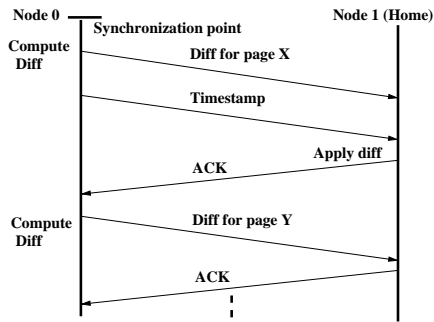 Node 0
Node 1 (Home)
Synchronization point
Compute
Diff
Diff for page X
Timestamp
Apply diff
ACK
Compute
Diff
Diff for page Y
ACK